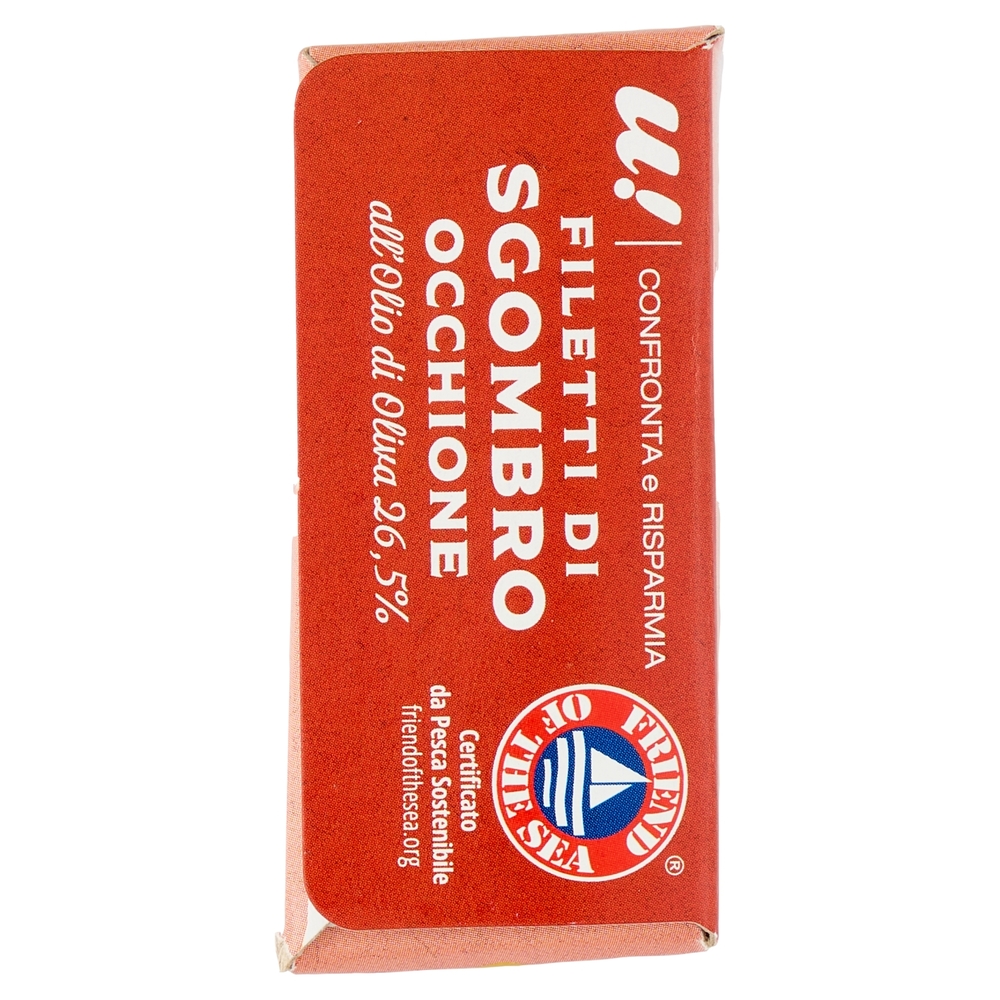 u! | CONFRONTA e RISPARMIA
FILETTI DI
SGOMBRO
OCCHIONE
all'Olio di Oliva 26,5%
FRIEND
OF THE SEA
®
Certificato
da Pesca Sostenibile
friendofthesea.org